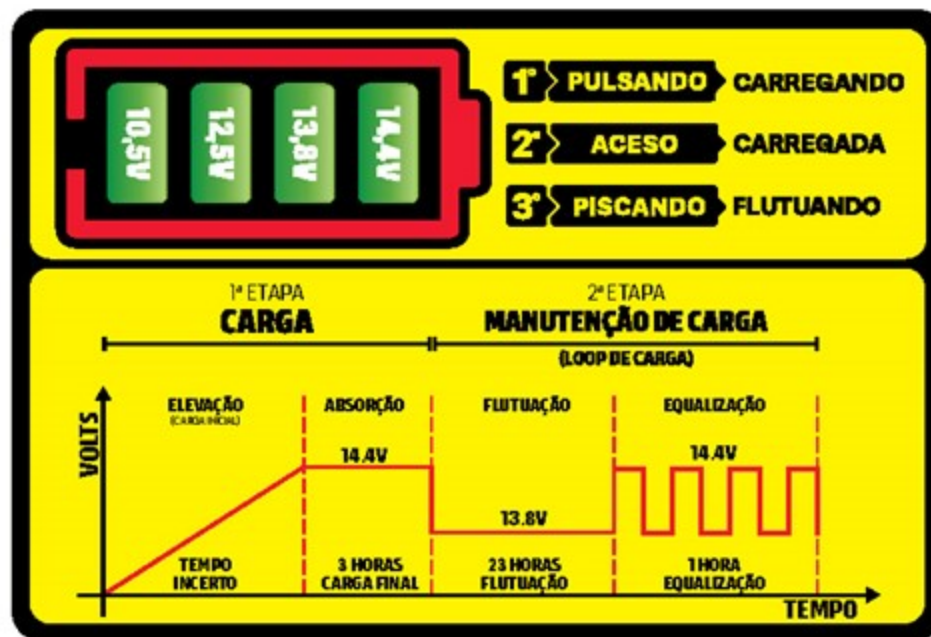 10,5V
12,5V
13,8V
14,4V
1° PULSANDO CARREGANDO
2° ACESO CARREGADA
3° PISCANDO FLUTUANDO
1ª ETAPA
CARGA
2ª ETAPA
MANUTENÇÃO DE CARGA
(LOOP DE CARGA)
VOLTS
ELEVAÇÃO
(CARGA INICIAL)
ABSORÇÃO
FLUTUAÇÃO
EQUALIZAÇÃO
14.4V
14.4V
13.8V
TEMPO
INCERTO
3 HORAS
CARGA FINAL
23 HORAS
FLUTUAÇÃO
1 HORA
EQUALIZAÇÃO
TEMPO